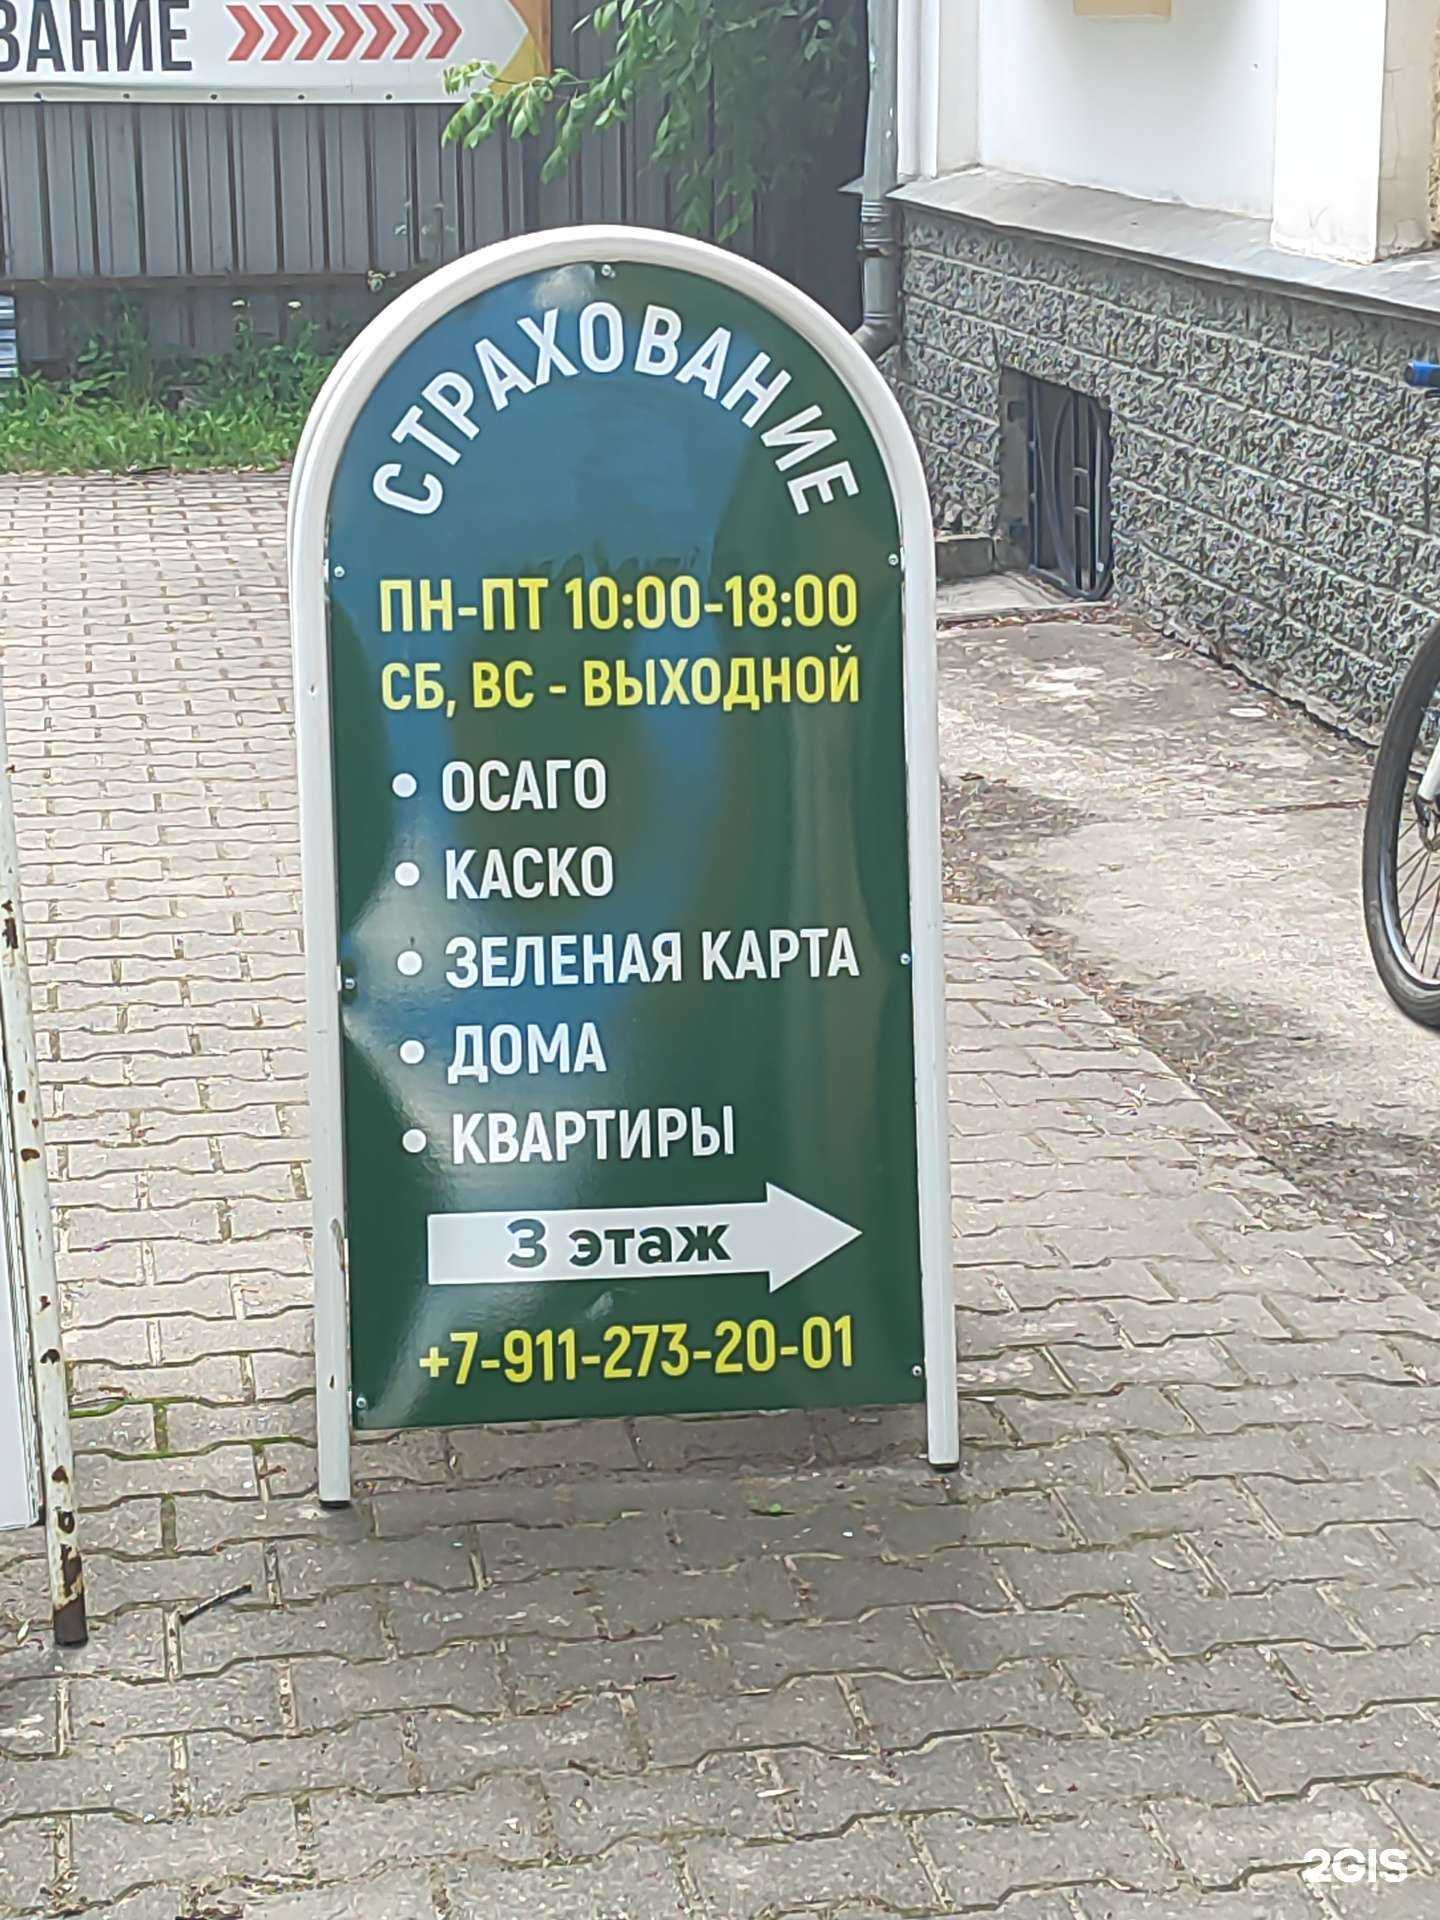 ВАНИЕ
СТРАХОВАНИЕ
ПН-ПТ 10:00-18:00
СБ, ВС - ВЫХОДНОЙ
• ОСАГО
• КАСКО
• ЗЕЛЕНАЯ КАРТА
• ДОМА
• КВАРТИРЫ
3 этаж
+7-911-273-20-01
2GIS